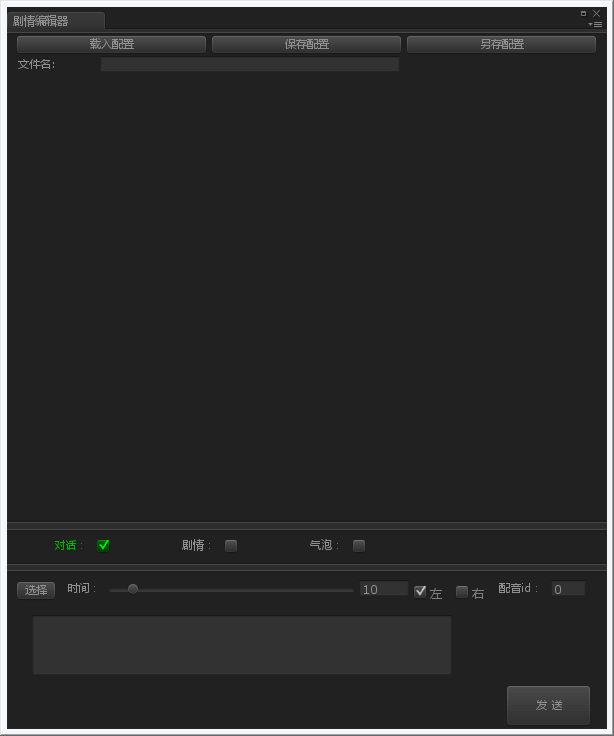 剧情编辑器
载入配置 保存配置 另存配置
文件名:
对话： 剧情： 气泡：
选择 时间： 10 左 右 配音id： 0
发 送